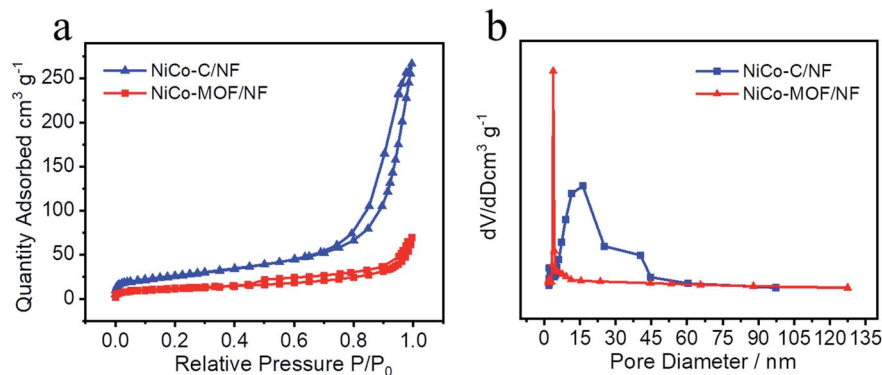 a
NiCo-C/NF
NiCo-MOF/NF
Quantity Adsorbed cm³ g⁻¹
250
200
150
100
50
0
0.0 0.2 0.4 0.6 0.8 1.0
Relative Pressure P/P₀
b
NiCo-C/NF
NiCo-MOF/NF
dV/dDcm³ g⁻¹
0 15 30 45 60 75 90 105 120 135
Pore Diameter / nm